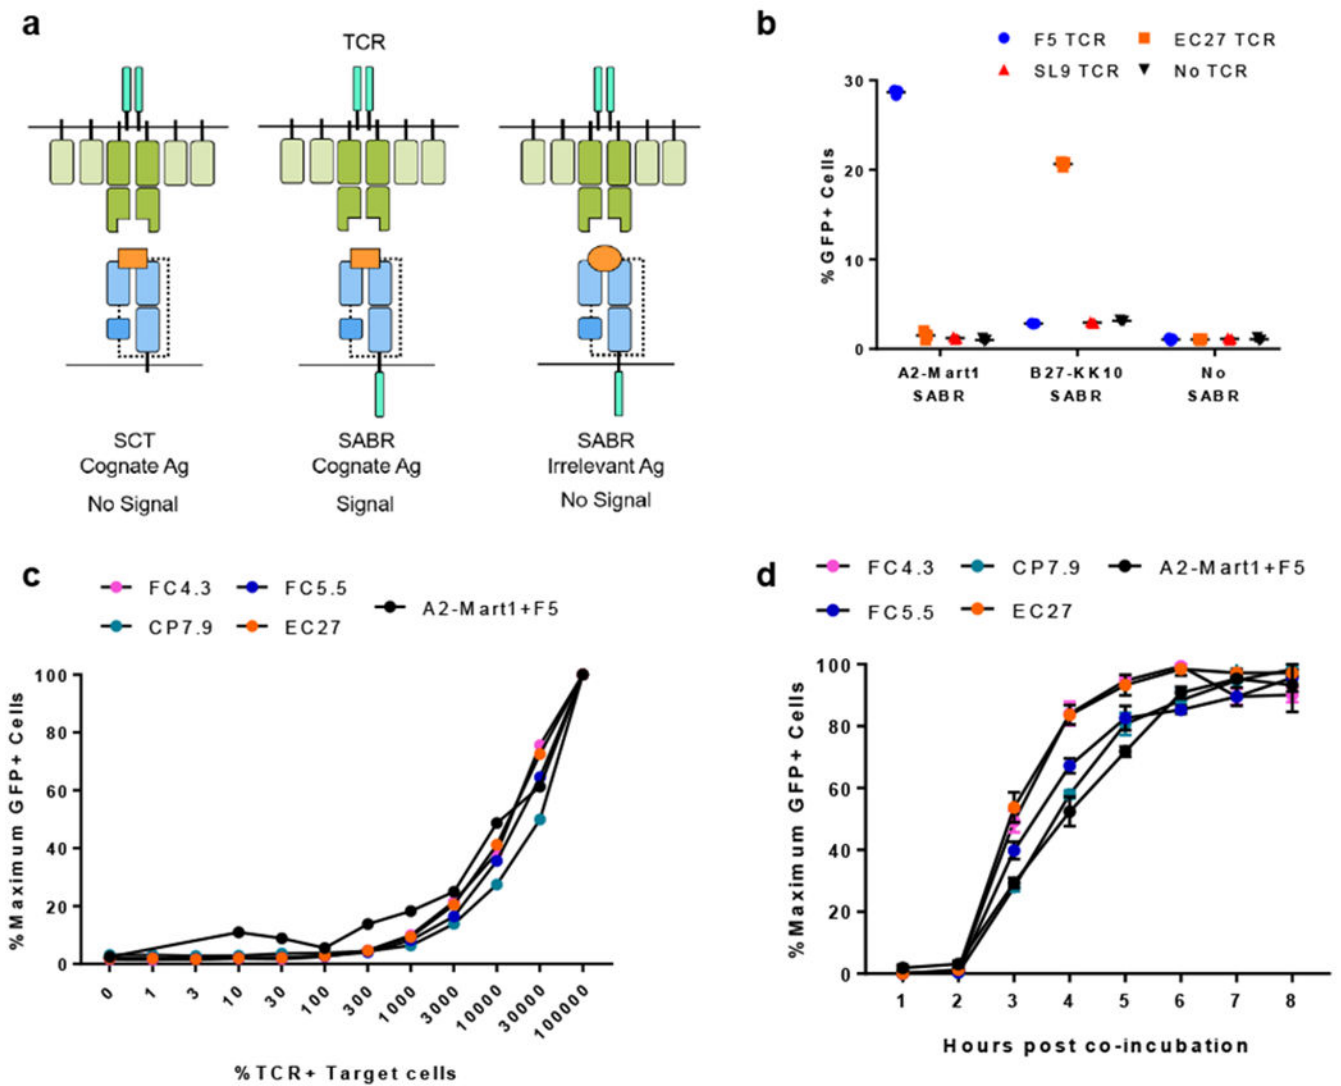 a
TCR
SCT
Cognate Ag
No Signal
SABR
Cognate Ag
Signal
SABR
Irrelevant Ag
No Signal
b
F5 TCR
EC27 TCR
SL9 TCR
No TCR
%GFP+ Cells
30
20
10
0
A2-Mart1
SABR
B27-KK10
SABR
No
SABR
c
FC4.3
FC5.5
A2-Mart1+F5
CP7.9
EC27
%Maximum GFP+ Cells
100
80
60
40
20
0
0 1 3 10 30 100 300 1000 3000 10000 30000 100000
%TCR+ Target cells
d
FC4.3
CP7.9
A2-Mart1+F5
FC5.5
EC27
%Maximum GFP+ Cells
100
80
60
40
20
0
1 2 3 4 5 6 7 8
Hours post co-incubation